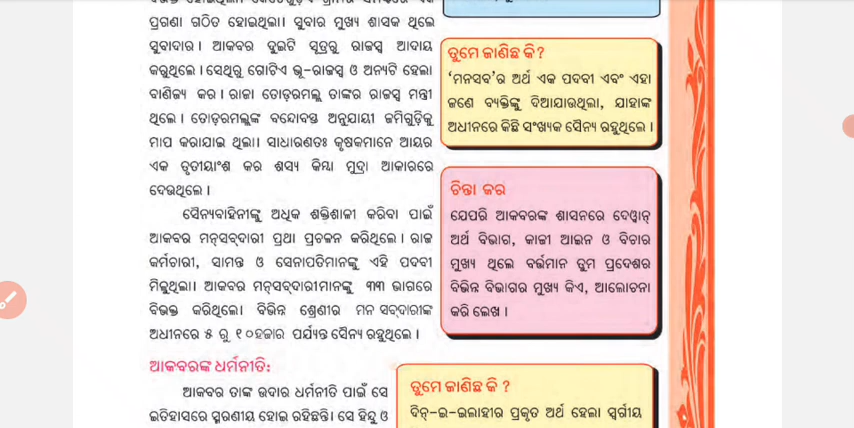 ପ୍ରଗଣା ଗଠିତ ହୋଇଥିଲା। ସୁବାର ମୁଖ୍ୟ ଶାସକ ଥିଲେ
ସୁବାଦାର। ଆକବର ଦୁଇଟି ସୂତ୍ରରୁ ରାଜସ୍ୱ ଆଦାୟ
କରୁଥିଲେ। ସେଥିରୁ ଗୋଟିଏ ଭୂ-ରାଜସ୍ୱ ଓ ଅନ୍ୟଟି ହେଲା
ବାଣିଜ୍ୟ କର। ରାଜା ତୋଡ଼ରମଲ୍ଲ ତାଙ୍କର ରାଜସ୍ୱ ମନ୍ତ୍ରୀ
ଥିଲେ। ତୋଡ଼ରମଲ୍ଲଙ୍କ ବନ୍ଦୋବସ୍ତ ଅନୁଯାୟୀ ଜମିଗୁଡ଼ିକୁ
ମାପ କରାଯାଇ ଥିଲା। ସାଧାରଣତଃ କୃଷକମାନେ ଆୟର
ଏକ ତୃତୀୟାଂଶ କର ଶସ୍ୟ କିମ୍ବା ମୁଦ୍ରା ଆକାରରେ
ଦେଉଥିଲେ।
ସୈନ୍ୟବାହିନୀଙ୍କୁ ଅଧିକ ଶକ୍ତିଶାଳୀ କରିବା ପାଇଁ
ଆକବର ମନ୍‌ସବ୍‌ଦାରୀ ପ୍ରଥା ପ୍ରଚଳନ କରିଥିଲେ। ରାଜ
କର୍ମଚାରୀ, ସାମନ୍ତ ଓ ସେନାପତିମାନଙ୍କୁ ଏହି ପଦବୀ
ମିଳୁଥିଲା। ଆକବର ମନ୍‌ସବ୍‌ଦାରୀମାନଙ୍କୁ ୩୩ ଭାଗରେ
ବିଭକ୍ତ କରିଥିଲେ। ବିଭିନ୍ନ ଶ୍ରେଣୀର ମନ ସବ୍‌ଦାରୀଙ୍କ
ଅଧୀନରେ ୫ ରୁ ୧୦ହଜାର ପର୍ଯ୍ୟନ୍ତ ସୈନ୍ୟ ରହୁଥିଲେ।
ଆକବରଙ୍କ ଧର୍ମନୀତି:
ଆକବର ତାଙ୍କ ଉଦାର ଧର୍ମନୀତି ପାଇଁ ସେ
ଇତିହାସରେ ସ୍ମରଣୀୟ ହୋଇ ରହିଛନ୍ତି। ସେ ହିନ୍ଦୁ ଓ
ତୁମେ ଜାଣିଛ କି?
‘ମନସବ’ର ଅର୍ଥ ଏକ ପଦବୀ ଏବଂ ଏହା
ଜଣେ ବ୍ୟକ୍ତିଙ୍କୁ ଦିଆଯାଉଥିଲା, ଯାହାଙ୍କ
ଅଧୀନରେ କିଛି ସଂଖ୍ୟକ ସୈନ୍ୟ ରହୁଥିଲେ।
ଚିନ୍ତା କର
ଯେପରି ଆକବରଙ୍କ ଶାସନରେ ଦେୱାନ୍
ଅର୍ଥ ବିଭାଗ, କାଜୀ ଆଇନ ଓ ବିଚାର
ମୁଖ୍ୟ ଥିଲେ ବର୍ତ୍ତମାନ ତୁମ ପ୍ରଦେଶର
ବିଭିନ୍ନ ବିଭାଗର ମୁଖ୍ୟ କିଏ, ଆଲୋଚନା
କରି ଲେଖ।
ତୁମେ ଜାଣିଛ କି ?
ଦିନ୍-ଇ-ଇଲାହୀର ପ୍ରକୃତ ଅର୍ଥ ହେଲା ସ୍ୱର୍ଗୀୟ